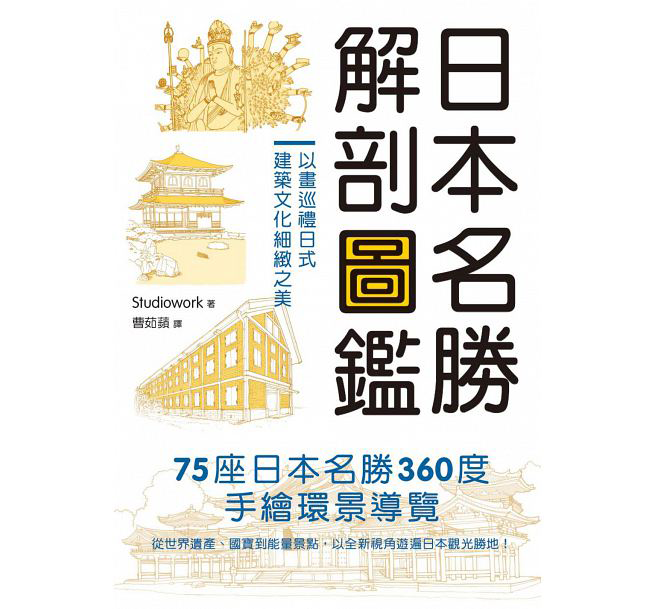 日本名勝
解剖圖鑑
以畫巡禮日式
建築文化細緻之美
Studiowork 著
曹茹蘋 譯
75座日本名勝360度
手繪環景導覽
從世界遺產、國寶到能量景點，以全新視角遊遍日本觀光勝地！